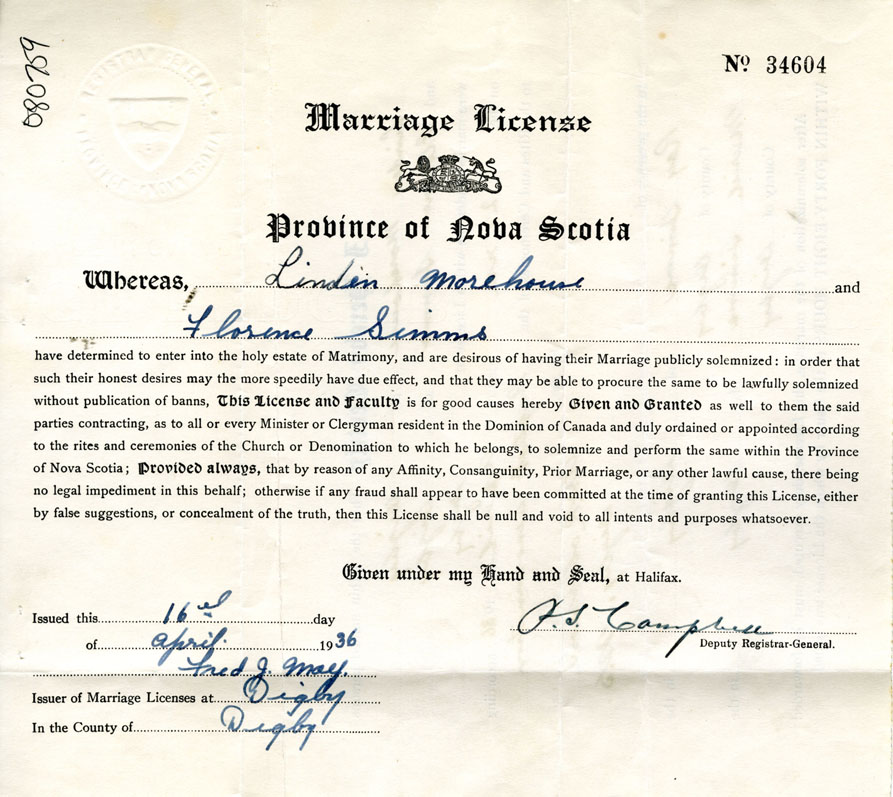 080759
Nº 34604
Marriage License
Province of Nova Scotia
Whereas, Linden Morehouse and
Florence Simms
have determined to enter into the holy estate of Matrimony, and are desirous of having their Marriage publicly solemnized : in order that
such their honest desires may the more speedily have due effect, and that they may be able to procure the same to be lawfully solemnized
without publication of banns, This License and Faculty is for good causes hereby Given and Granted as well to them the said
parties contracting, as to all or every Minister or Clergyman resident in the Dominion of Canada and duly ordained or appointed according
to the rites and ceremonies of the Church or Denomination to which he belongs, to solemnize and perform the same within the Province
of Nova Scotia ; Provided always, that by reason of any Affinity, Consanguinity, Prior Marriage, or any other lawful cause, there being
no legal impediment in this behalf; otherwise if any fraud shall appear to have been committed at the time of granting this License, either
by false suggestions, or concealment of the truth, then this License shall be null and void to all intents and purposes whatsoever.
Given under my Hand and Seal, at Halifax.
Issued this 16 day
of april. 1936
Fred J. May.
Issuer of Marriage Licenses at Digby
In the County of Digby
Campbell
Deputy Registrar-General.